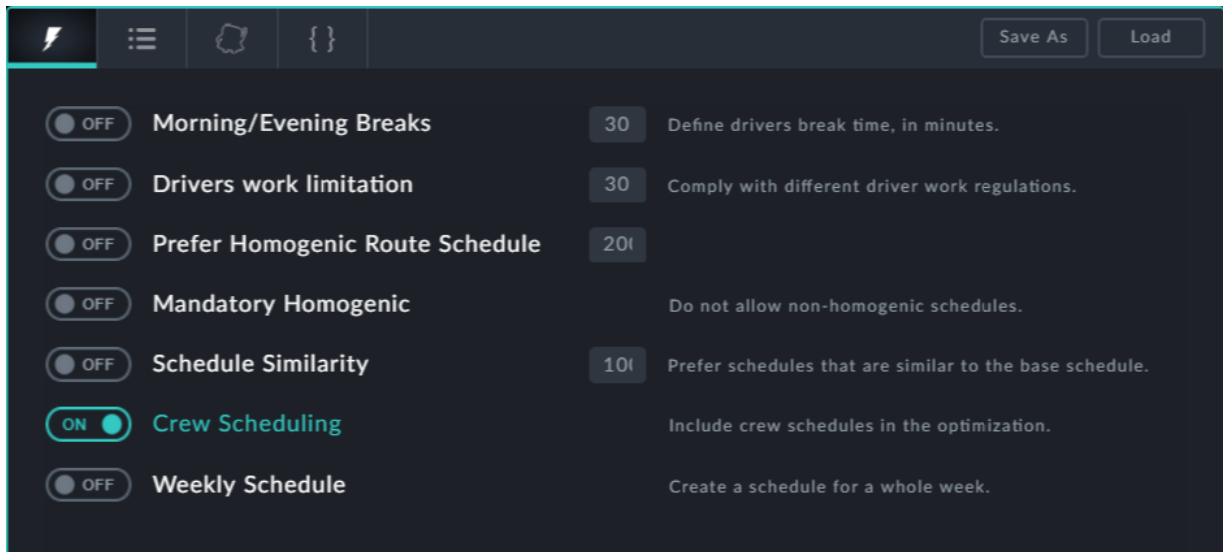 { } Save As Load
OFF Morning/Evening Breaks 30 Define drivers break time, in minutes.
OFF Drivers work limitation 30 Comply with different driver work regulations.
OFF Prefer Homogenic Route Schedule 200
OFF Mandatory Homogenic Do not allow non-homogenic schedules.
OFF Schedule Similarity 100 Prefer schedules that are similar to the base schedule.
ON Crew Scheduling Include crew schedules in the optimization.
OFF Weekly Schedule Create a schedule for a whole week.